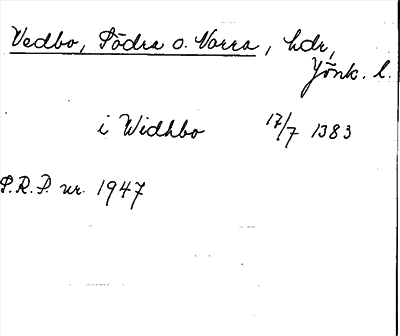 Vedbo, Södra o. Norra, hdr,
Jönk. l.
i Widhbo 17/7 1383
S.R.P. nr. 1947